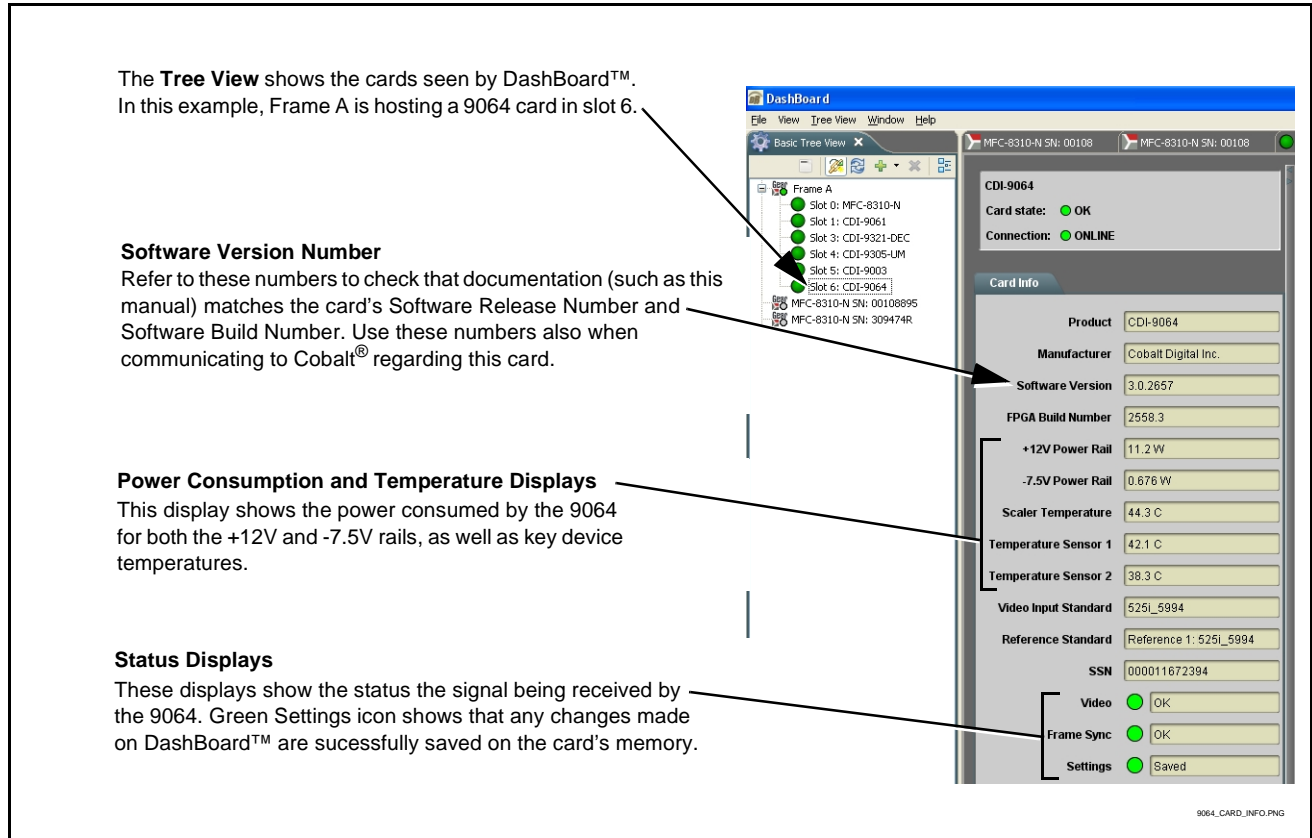 The Tree View shows the cards seen by DashBoard™.
In this example, Frame A is hosting a 9064 card in slot 6.
Software Version Number
Refer to these numbers to check that documentation (such as this
manual) matches the card's Software Release Number and
Software Build Number. Use these numbers also when
communicating to Cobalt® regarding this card.
Power Consumption and Temperature Displays
This display shows the power consumed by the 9064
for both the +12V and -7.5V rails, as well as key device
temperatures.
Status Displays
These displays show the status the signal being received by
the 9064. Green Settings icon shows that any changes made
on DashBoard™ are sucessfully saved on the card's memory.
DashBoard
File View Tree View Window Help
Basic Tree View
Frame A
Slot 0: MFC-8310-N
Slot 1: CDI-9061
Slot 3: CDI-9321-DEC
Slot 4: CDI-9305-UM
Slot 5: CDI-9003
Slot 6: CDI-9064
MFC-8310-N SN: 00108895
MFC-8310-N SN: 309474R
MFC-8310-N SN: 00108 MFC-8310-N SN: 00108
CDI-9064
Card state: OK
Connection: ONLINE
Card Info
Product CDI-9064
Manufacturer Cobalt Digital Inc.
Software Version 3.0.2657
FPGA Build Number 2558.3
+12V Power Rail 11.2 W
-7.5V Power Rail 0.676 W
Scaler Temperature 44.3 C
Temperature Sensor 1 42.1 C
Temperature Sensor 2 38.3 C
Video Input Standard 525i_5994
Reference Standard Reference 1: 525i_5994
SSN 000011672394
Video OK
Frame Sync OK
Settings Saved
9064_CARD_INFO.PNG